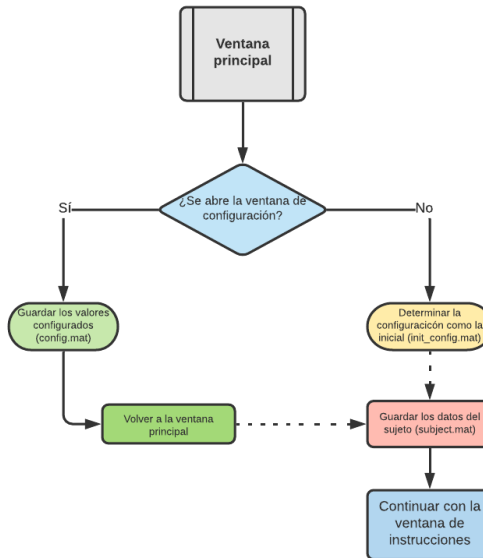 Ventana
principal
¿Se abre la ventana de
configuración?
Sí
No
Guardar los valores
configurados
(config.mat)
Determinar la
configuracicón como la
inicial (init_config.mat)
Volver a la ventana
principal
Guardar los datos del
sujeto (subject.mat)
Continuar con la
ventana de
instrucciones